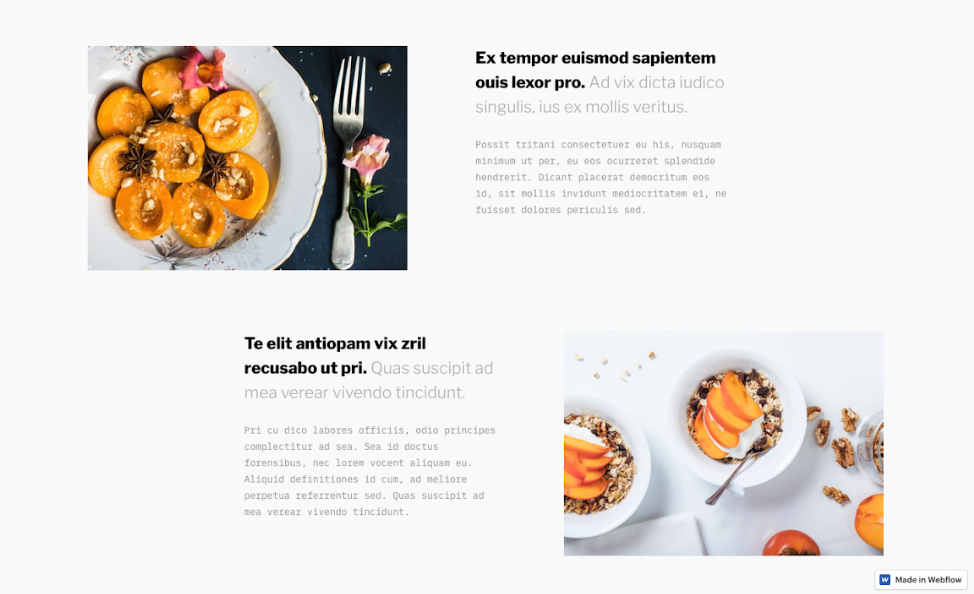 Ex tempor euismod sapientem
ouis lexor pro. Ad vix dicta iudico
singulis, ius ex mollis veritus.
Possit tritani consectetuer eu his, nusquam
minimum ut per, eu eos ocurreret splendide
hendrerit. Dicant placerat democritum eos
id, sit mollis invidunt mediocritatem ei, ne
fuisset dolores periculis sed.
Te elit antiopam vix zril
recusabo ut pri. Quas suscipit ad
mea verear vivendo tincidunt.
Pri cu dico labores officiis, odio principes
complectitur ad sea. Sea id doctus
forensibus, nec lorem vocent aliquam eu.
Aliquid definitiones id cum, ad meliore
perpetua referrentur sed. Quas suscipit ad
mea verear vivendo tincidunt.
Made in Webflow